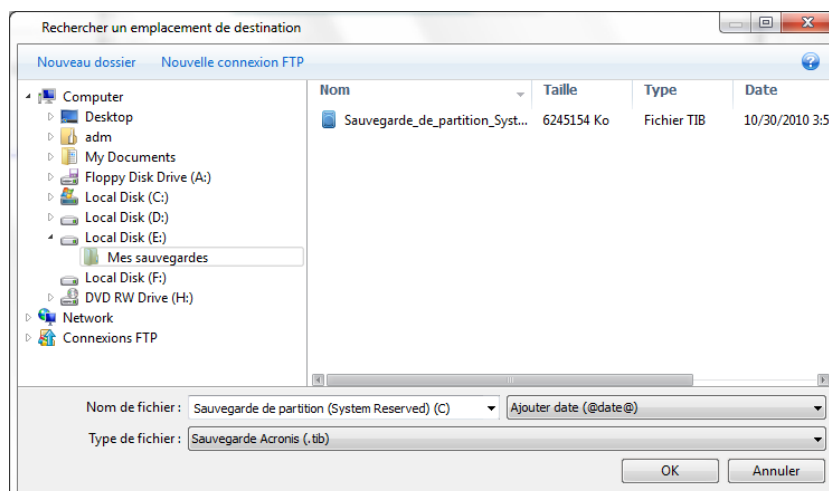 Rechercher un emplacement de destination
Nouveau dossier Nouvelle connexion FTP
Nom Taille Type Date
Computer
Desktop
adm
My Documents
Floppy Disk Drive (A:)
Local Disk (C:)
Local Disk (D:)
Local Disk (E:)
Mes sauvegardes
Local Disk (F:)
DVD RW Drive (H:)
Network
Connexions FTP
Sauvegarde_de_partition_Syst... 6245154 Ko Fichier TIB 10/30/2010 3:5
Nom de fichier : Sauvegarde de partition (System Reserved) (C) Ajouter date (@date@)
Type de fichier : Sauvegarde Acronis (.tib)
OK Annuler